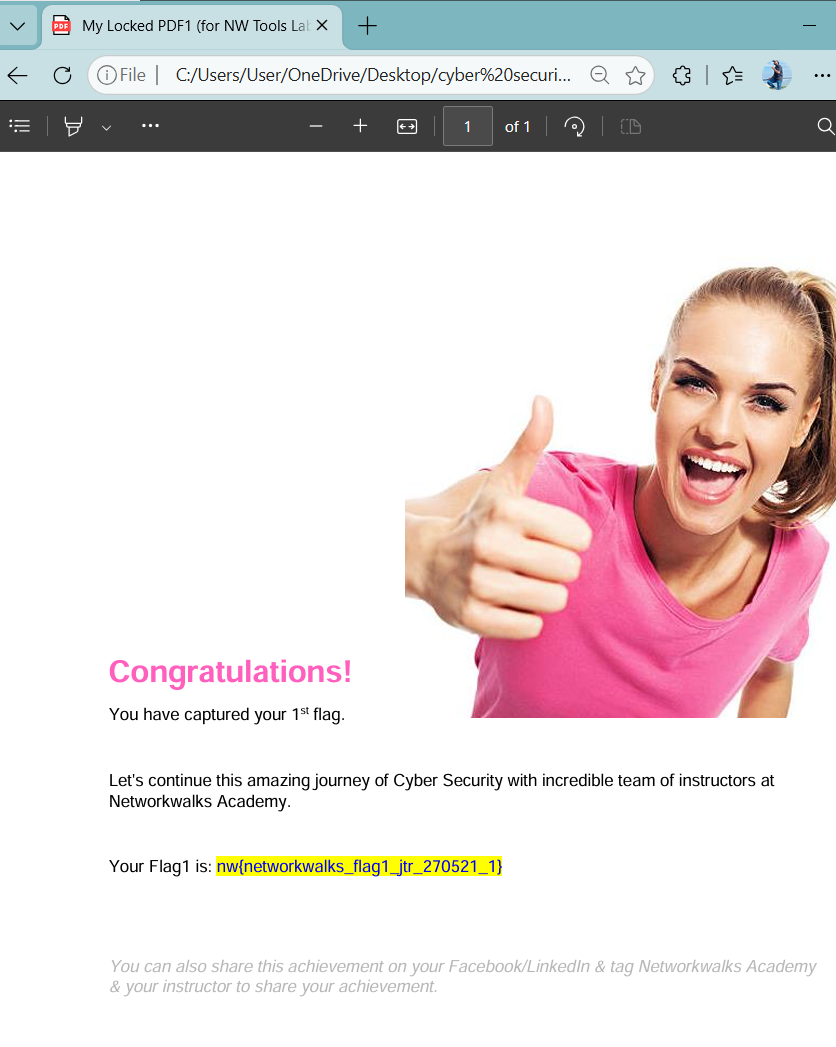 My Locked PDF1 (for NW Tools Lab
File
C:/Users/User/OneDrive/Desktop/cyber%20securi...
1 of 1
Congratulations!
You have captured your 1st flag.
Let's continue this amazing journey of Cyber Security with incredible team of instructors at
Networkwalks Academy.
Your Flag1 is: nw{networkwalks_flag1_jtr_270521_1}
You can also share this achievement on your Facebook/LinkedIn & tag Networkwalks Academy
& your instructor to share your achievement.